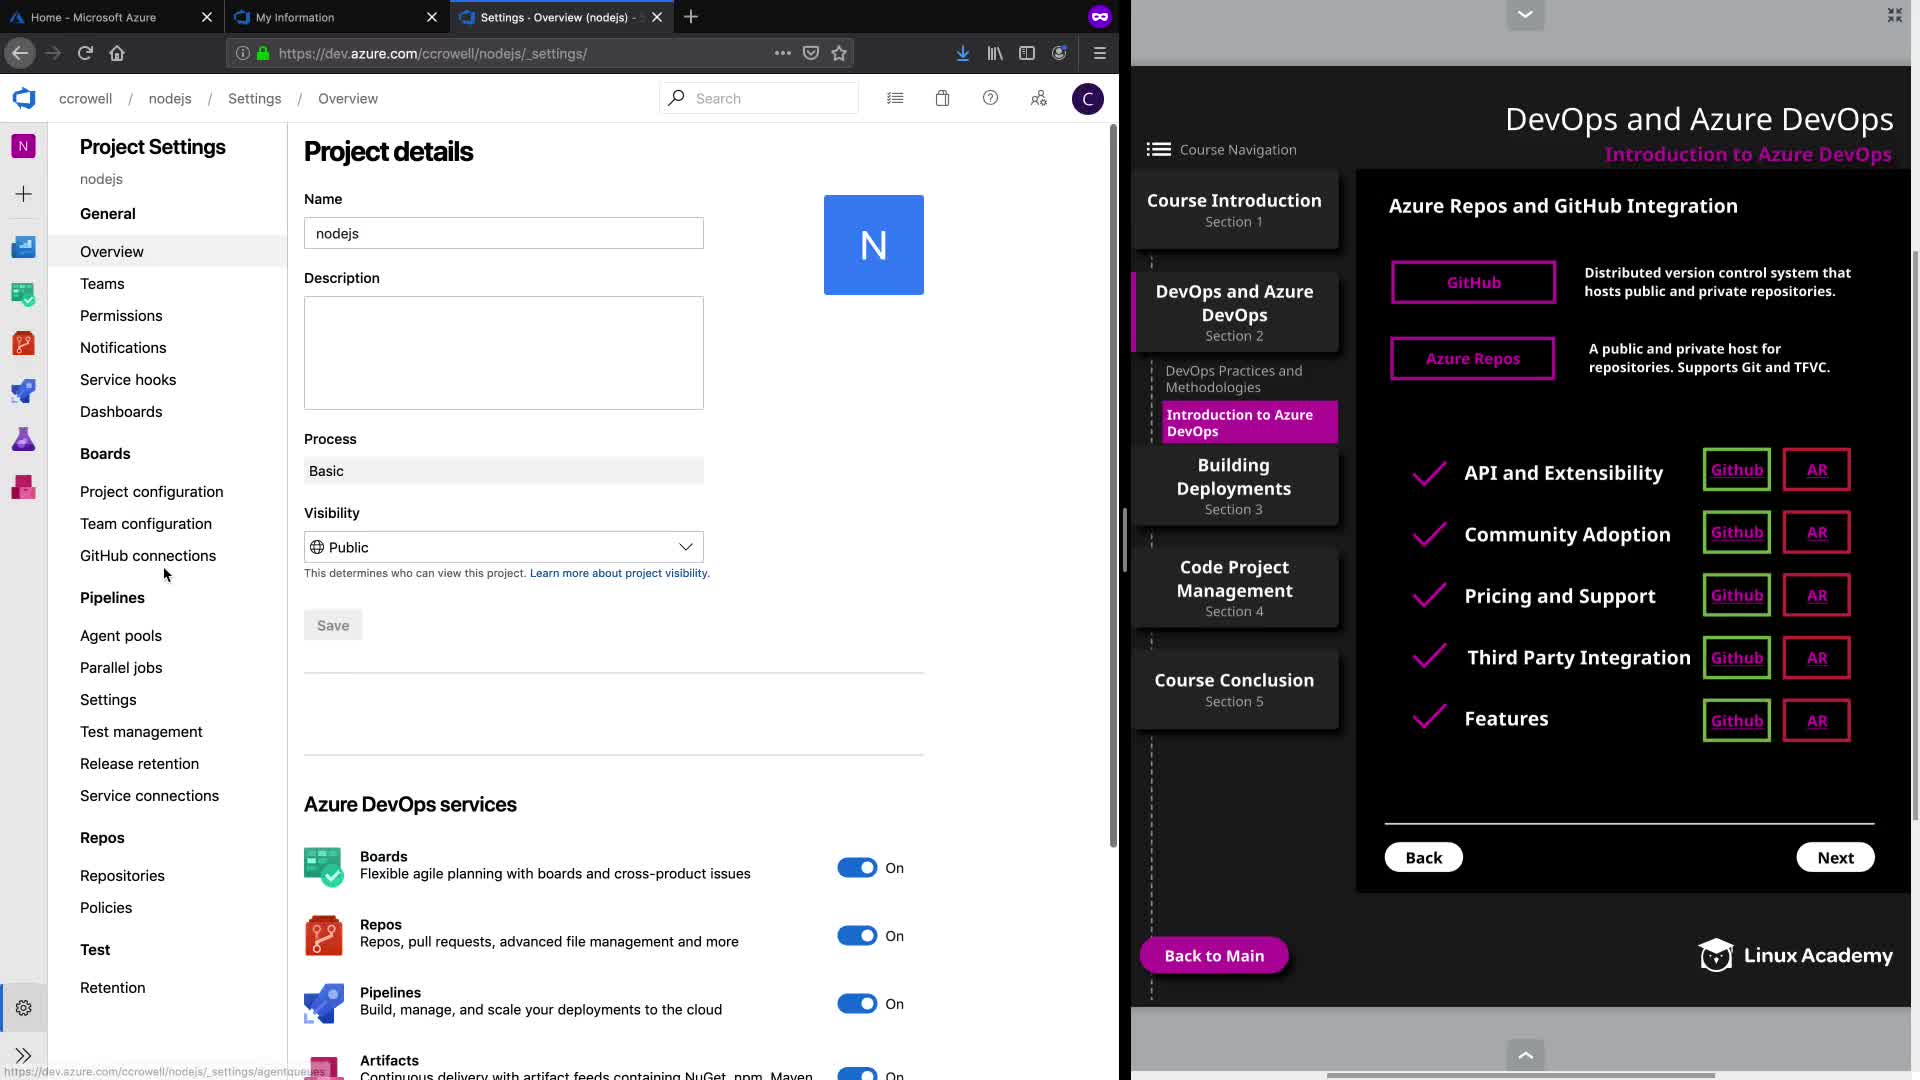 Home - Microsoft Azure
My Information
Settings · Overview (nodejs) -
https://dev.azure.com/ccrowell/nodejs/_settings/
ccrowell / nodejs / Settings / Overview
Search
C
N
Project Settings
nodejs
General
Overview
Teams
Permissions
Notifications
Service hooks
Dashboards
Boards
Project configuration
Team configuration
GitHub connections
Pipelines
Agent pools
Parallel jobs
Settings
Test management
Release retention
Service connections
Repos
Repositories
Policies
Test
Retention
https://dev.azure.com/ccrowell/nodejs/_settings/agentqueues
Project details
Name
nodejs
N
Description
Process
Basic
Visibility
Public
This determines who can view this project. Learn more about project visibility.
Save
Azure DevOps services
Boards
Flexible agile planning with boards and cross-product issues
On
Repos
Repos, pull requests, advanced file management and more
On
Pipelines
Build, manage, and scale your deployments to the cloud
On
Artifacts
Continuous delivery with artifact feeds containing NuGet, npm, Maven
On
DevOps and Azure DevOps
Introduction to Azure DevOps
Course Navigation
Course Introduction
Section 1
DevOps and Azure
DevOps
Section 2
DevOps Practices and
Methodologies
Introduction to Azure
DevOps
Building
Deployments
Section 3
Code Project
Management
Section 4
Course Conclusion
Section 5
Back to Main
Azure Repos and GitHub Integration
GitHub
Distributed version control system that
hosts public and private repositories.
Azure Repos
A public and private host for
repositories. Supports Git and TFVC.
API and Extensibility Github AR
Community Adoption Github AR
Pricing and Support Github AR
Third Party Integration Github AR
Features Github AR
Back
Next
Linux Academy